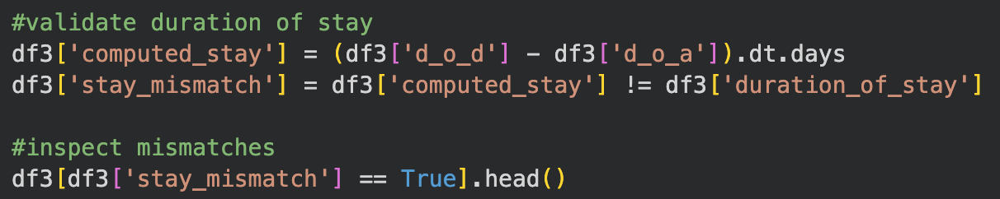 #validate duration of stay
df3['computed_stay'] = (df3['d_o_d'] - df3['d_o_a']).dt.days
df3['stay_mismatch'] = df3['computed_stay'] != df3['duration_of_stay']
#inspect mismatches
df3[df3['stay_mismatch'] == True].head()